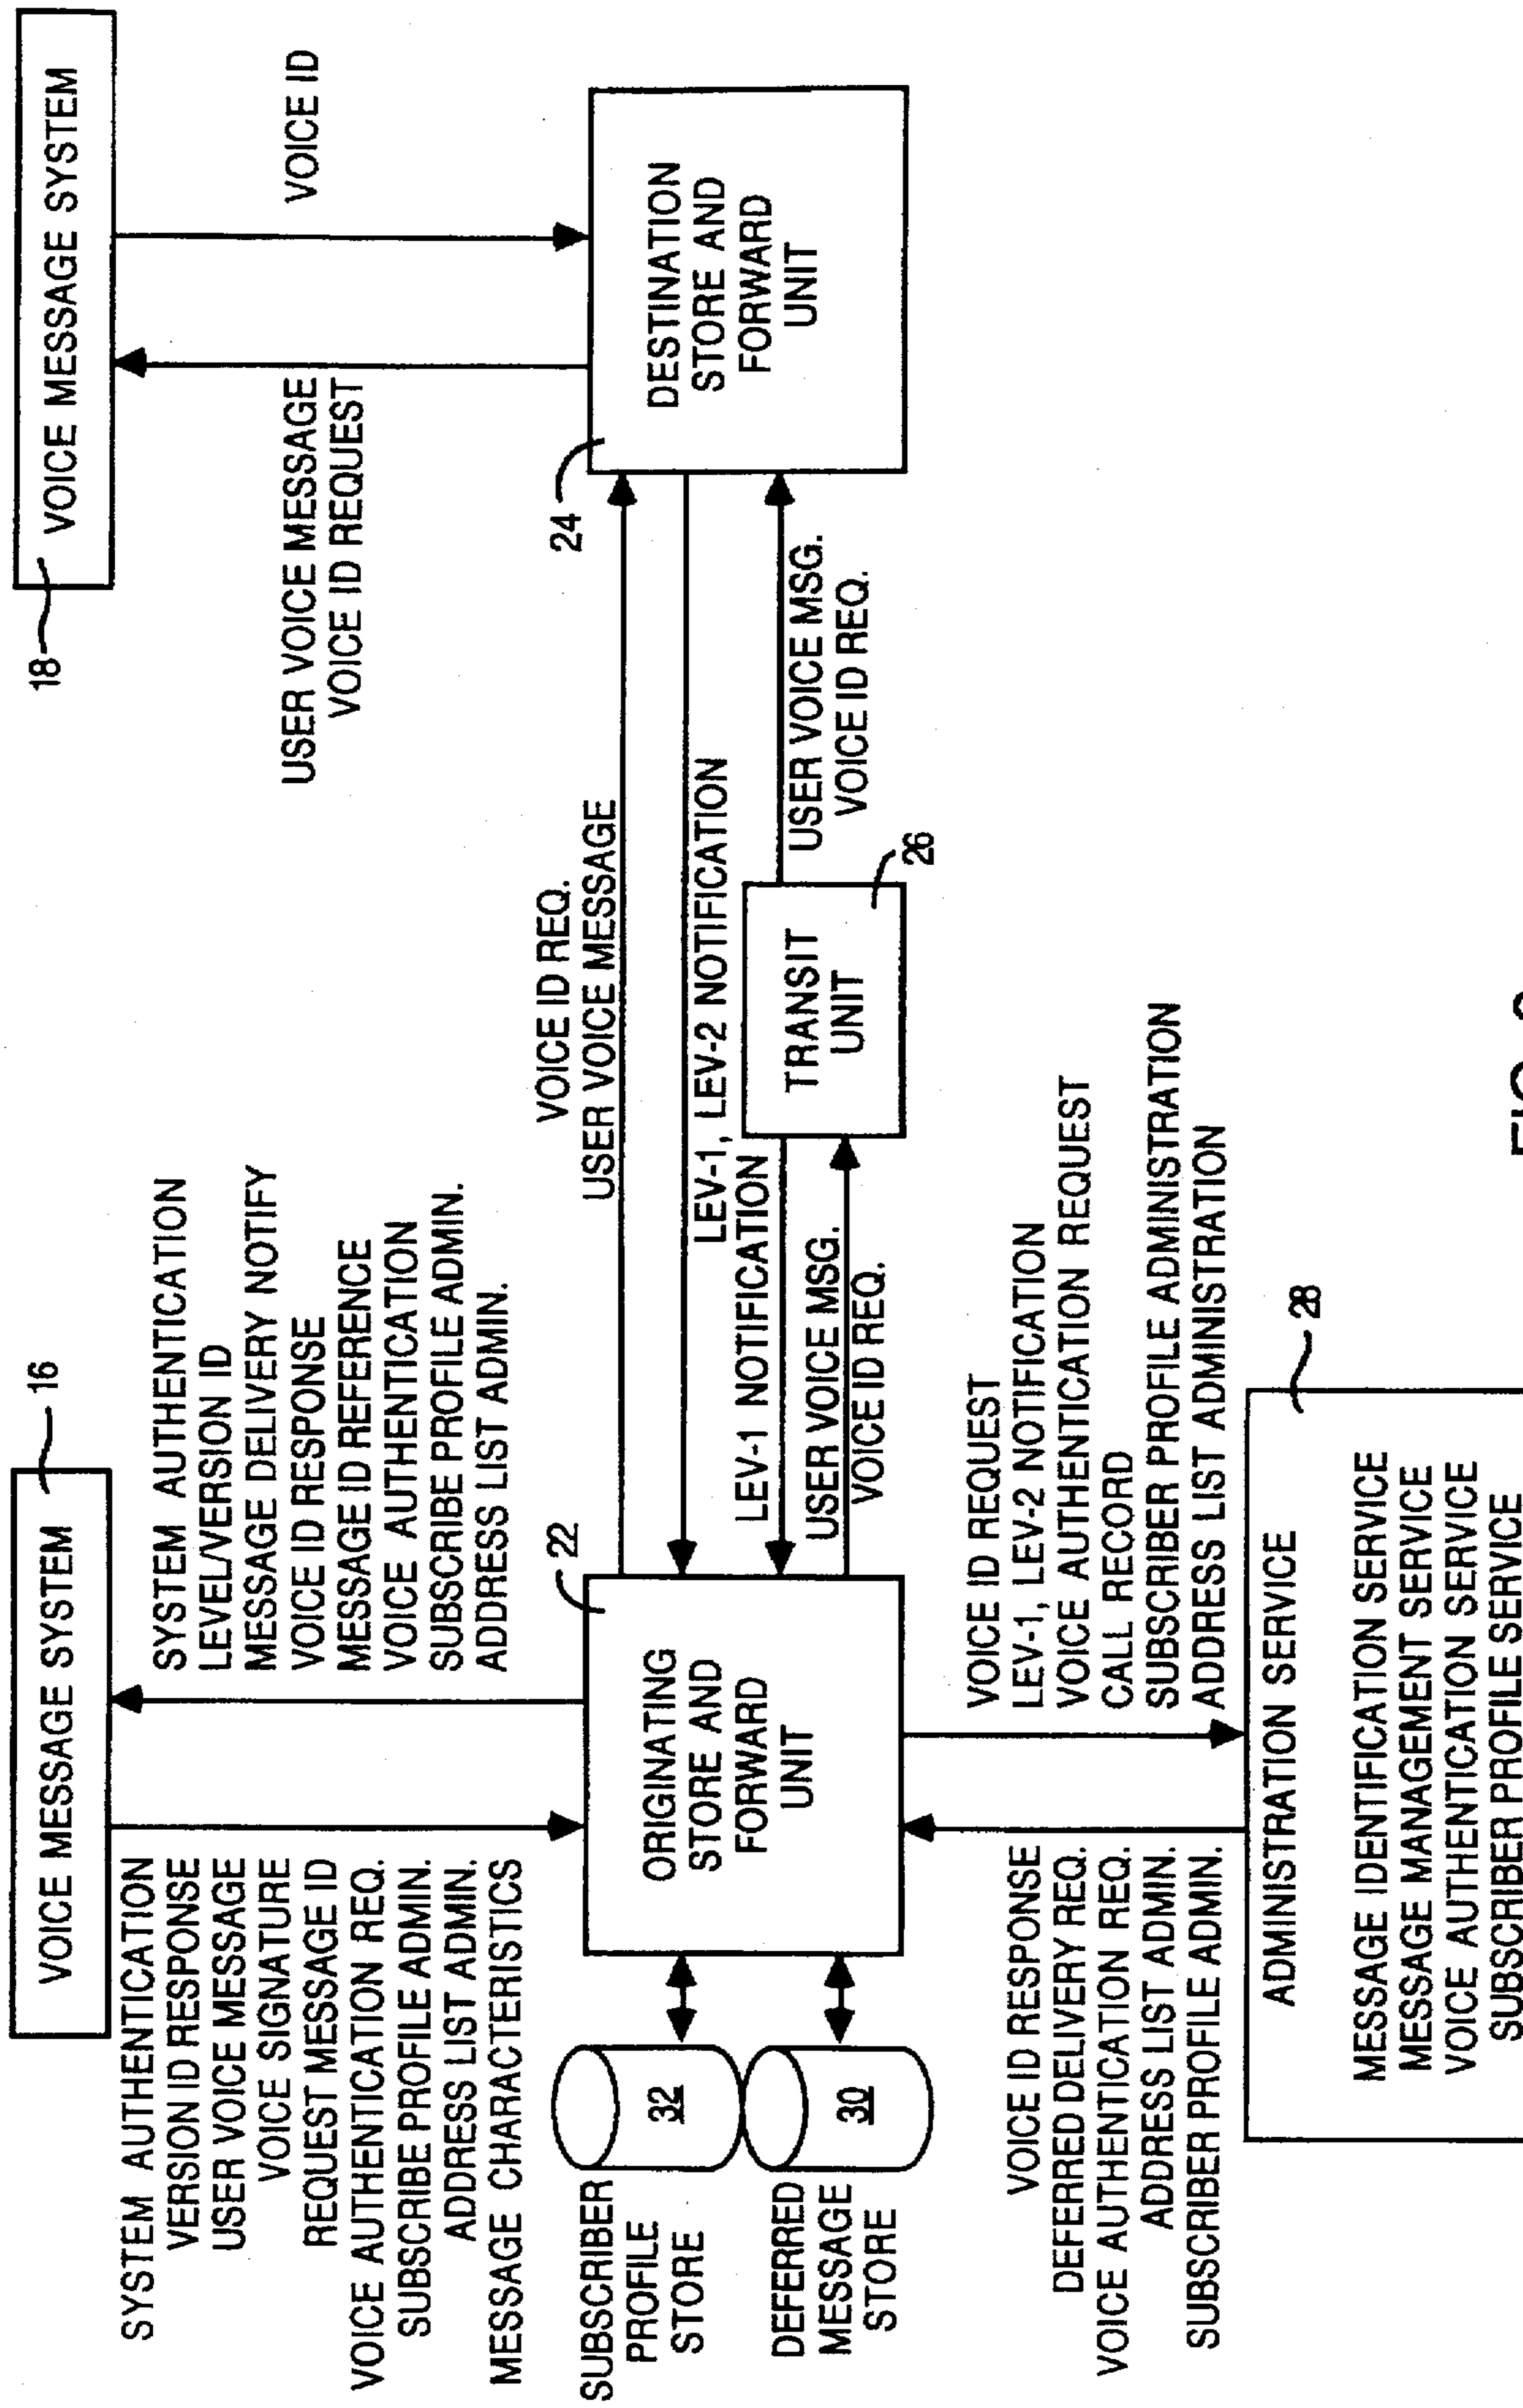 VOICE MESSAGE SYSTEM
16
VOICE MESSAGE SYSTEM
18
SYSTEM AUTHENTICATION
VERSION ID RESPONSE
USER VOICE MESSAGE
VOICE SIGNATURE
REQUEST MESSAGE ID
VOICE AUTHENTICATION REQ.
SUBSCRIBE PROFILE ADMIN.
ADDRESS LIST ADMIN.
MESSAGE CHARACTERISTICS
SYSTEM AUTHENTICATION
LEVEL/VERSION ID
MESSAGE DELIVERY NOTIFY
VOICE ID RESPONSE
MESSAGE ID REFERENCE
VOICE AUTHENTICATION
SUBSCRIBE PROFILE ADMIN.
ADDRESS LIST ADMIN.
USER VOICE MESSAGE
VOICE ID REQUEST
VOICE ID
SUBSCRIBER
PROFILE
STORE
32
DEFERRED
MESSAGE
STORE
30
22
ORIGINATING
STORE AND
FORWARD
UNIT
VOICE ID REQ.
USER VOICE MESSAGE
LEV-1, LEV-2 NOTIFICATION
LEV-1 NOTIFICATION
USER VOICE MSG.
VOICE ID REQ.
TRANSIT
UNIT
26
USER VOICE MSG.
VOICE ID REQ.
24
DESTINATION
STORE AND
FORWARD
UNIT
VOICE ID RESPONSE
DEFERRED DELIVERY REQ.
VOICE AUTHENTICATION REQ.
ADDRESS LIST ADMIN.
SUBSCRIBER PROFILE ADMIN.
VOICE ID REQUEST
LEV-1, LEV-2 NOTIFICATION
VOICE AUTHENTICATION REQUEST
CALL RECORD
SUBSCRIBER PROFILE ADMINISTRATION
ADDRESS LIST ADMINISTRATION
28
ADMINISTRATION SERVICE
MESSAGE IDENTIFICATION SERVICE
MESSAGE MANAGEMENT SERVICE
VOICE AUTHENTICATION SERVICE
SUBSCRIBER PROFILE SERVICE
FIG.